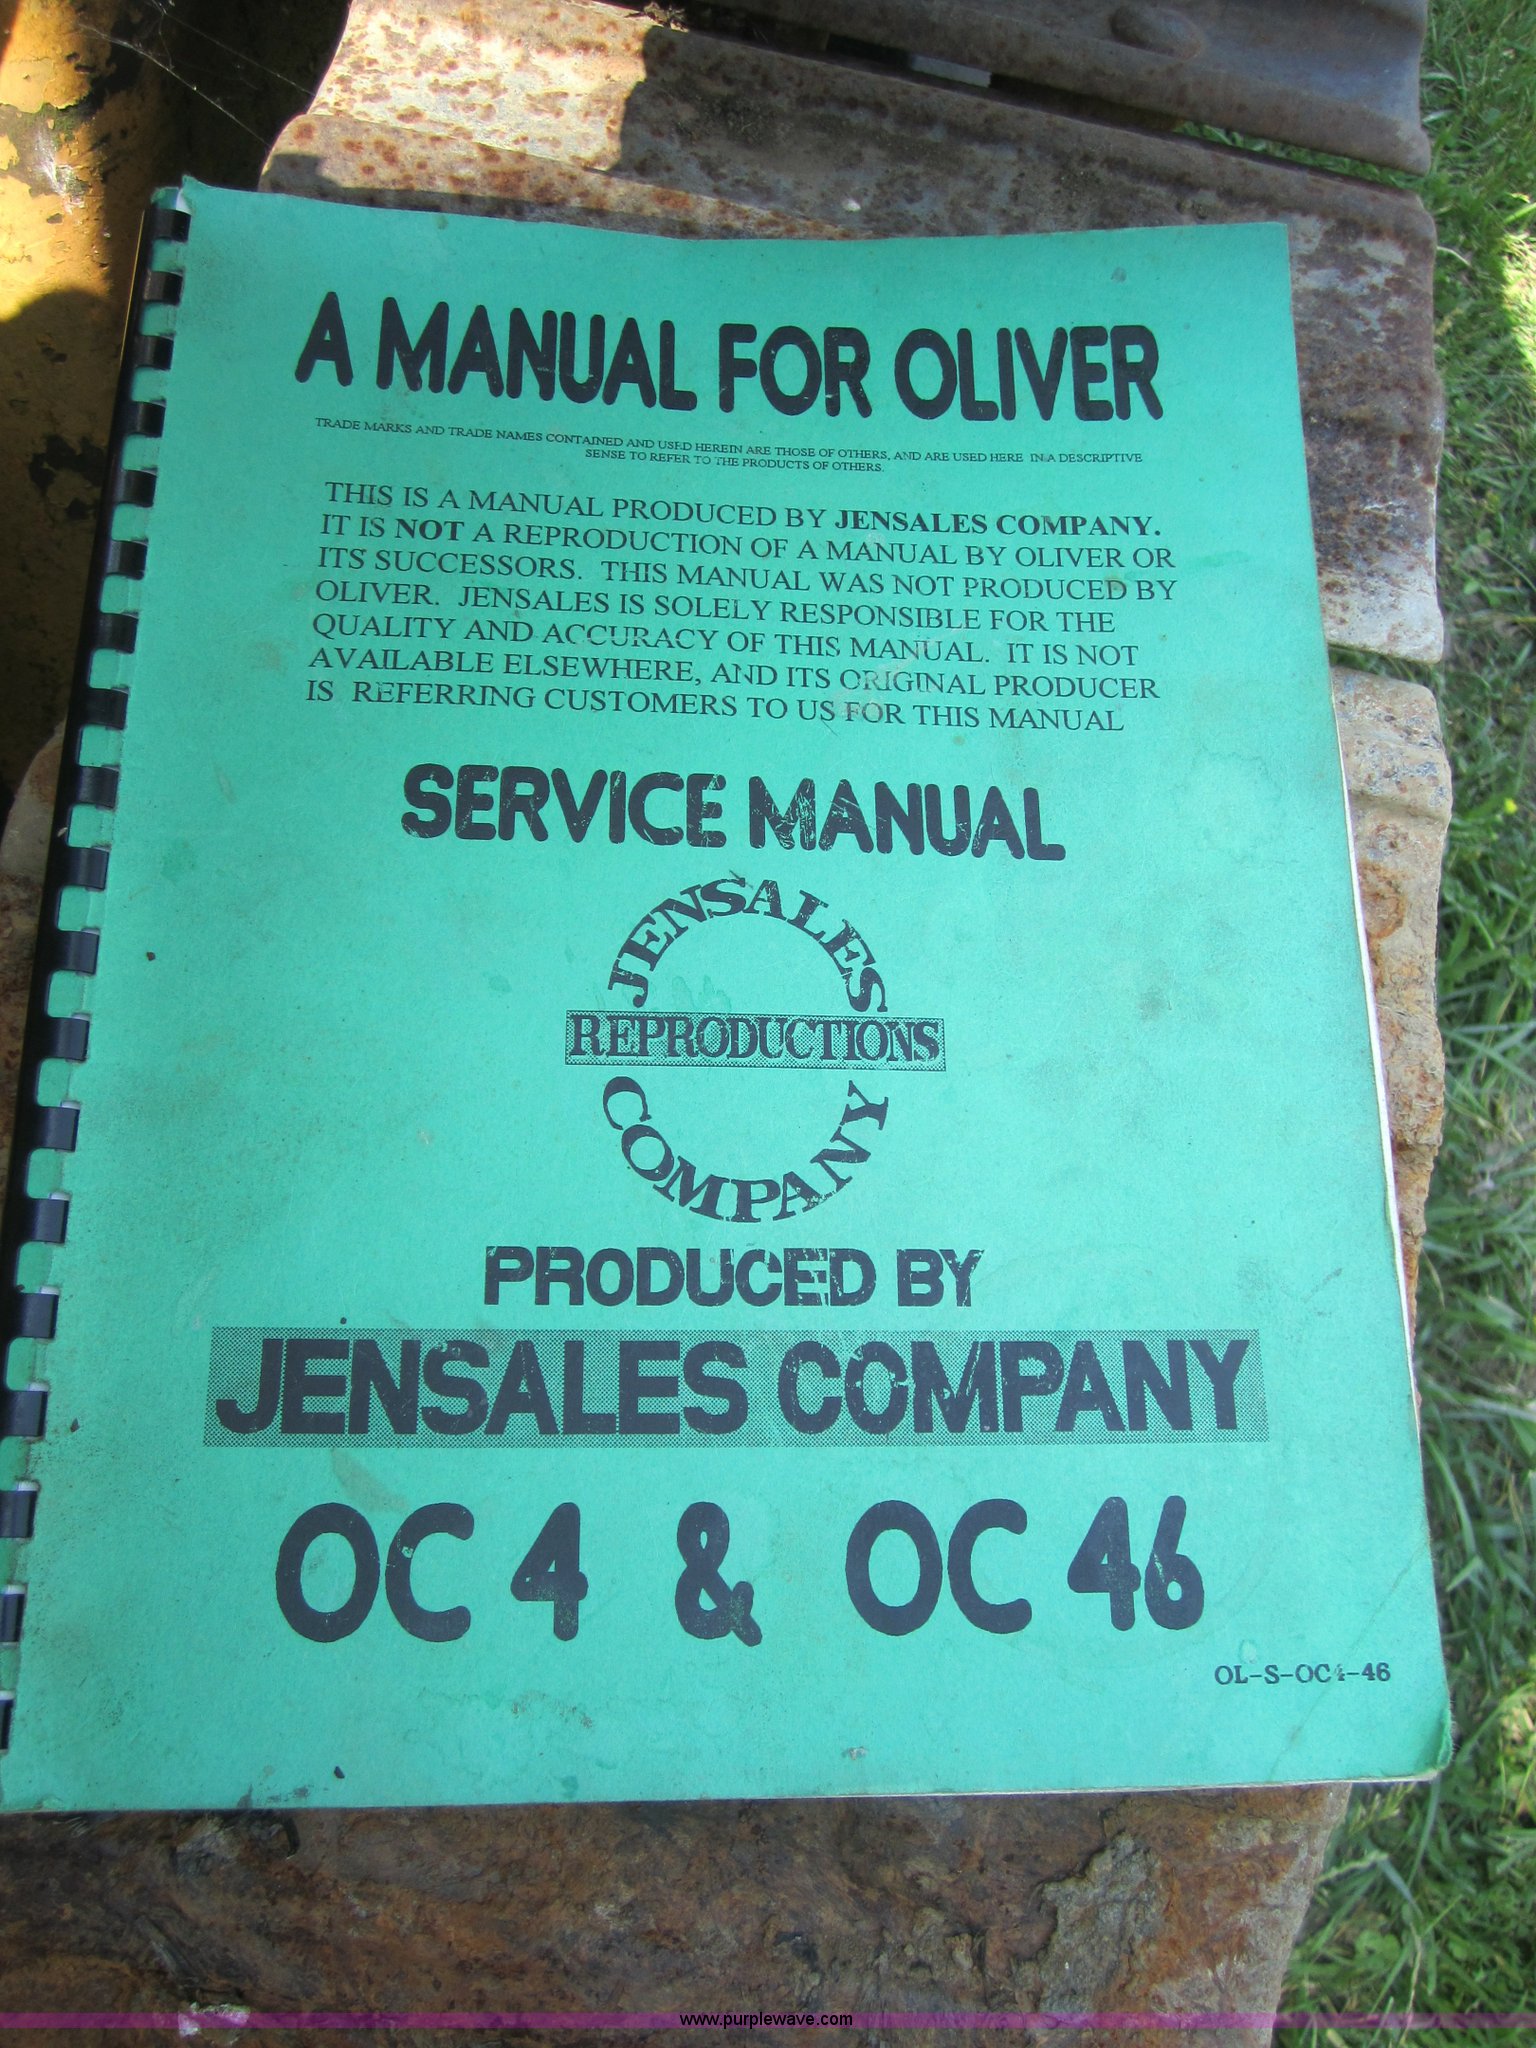 A MANUAL FOR OLIVER
TRADE MARKS AND TRADE NAMES CONTAINED AND USED HEREIN ARE THOSE OF OTHERS, AND ARE USED HERE IN A DESCRIPTIVE
SENSE TO REFER TO THE PRODUCTS OF OTHERS.
THIS IS A MANUAL PRODUCED BY JENSALES COMPANY.
IT IS NOT A REPRODUCTION OF A MANUAL BY OLIVER OR
ITS SUCCESSORS. THIS MANUAL WAS NOT PRODUCED BY
OLIVER. JENSALES IS SOLELY RESPONSIBLE FOR THE
QUALITY AND ACCURACY OF THIS MANUAL. IT IS NOT
AVAILABLE ELSEWHERE, AND ITS ORIGINAL PRODUCER
IS REFERRING CUSTOMERS TO US FOR THIS MANUAL
SERVICE MANUAL
JENSALES
REPRODUCTIONS
COMPANY
PRODUCED BY
JENSALES COMPANY
OC 4 & OC 46
OL-S-OC4-46
www.purplewave.com